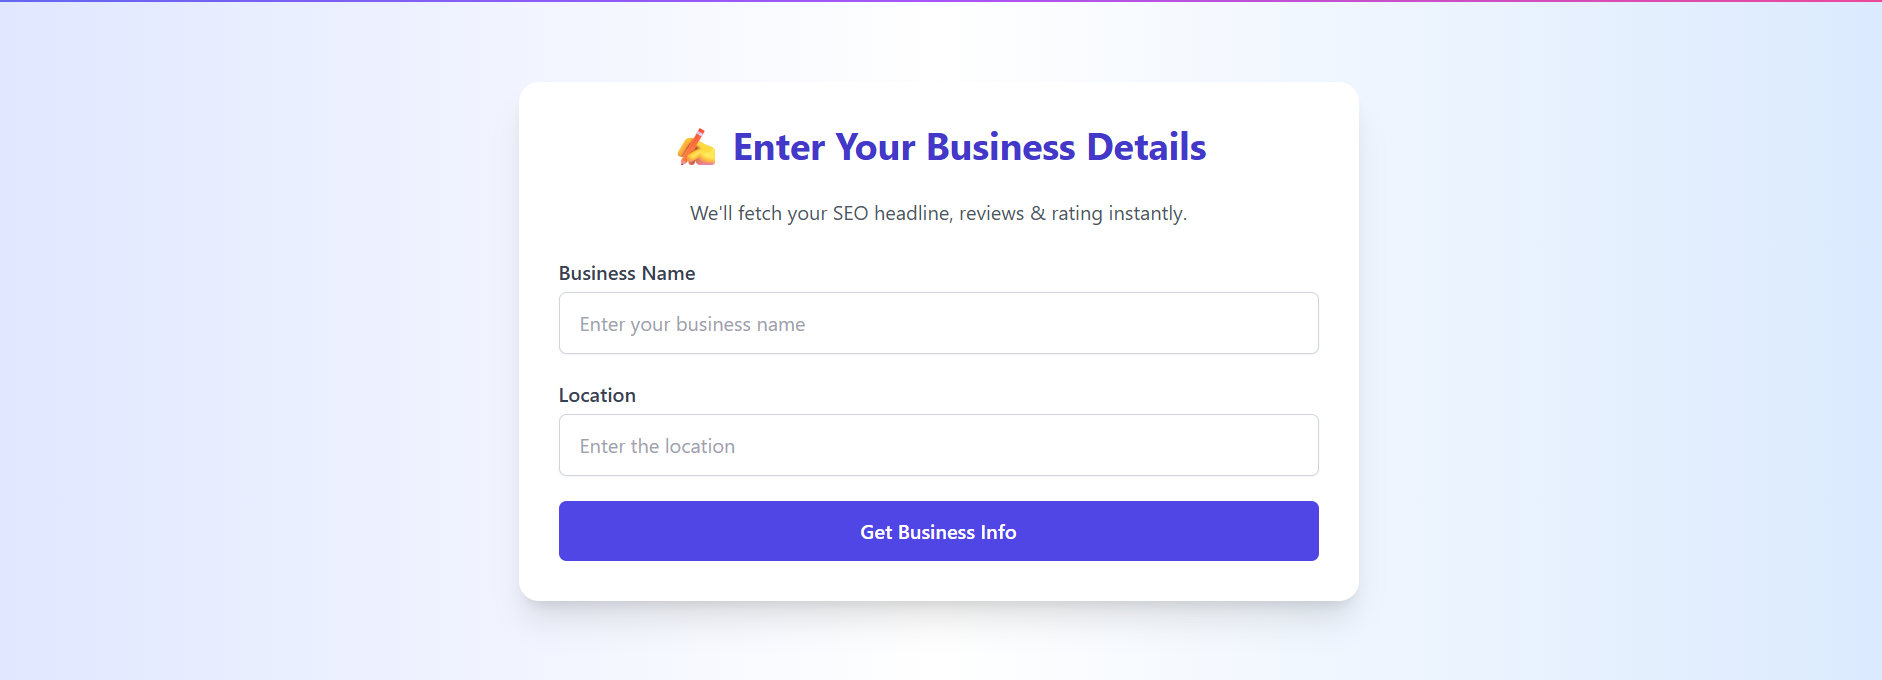 ✍️ Enter Your Business Details
We'll fetch your SEO headline, reviews & rating instantly.
Business Name
Enter your business name
Location
Enter the location
Get Business Info